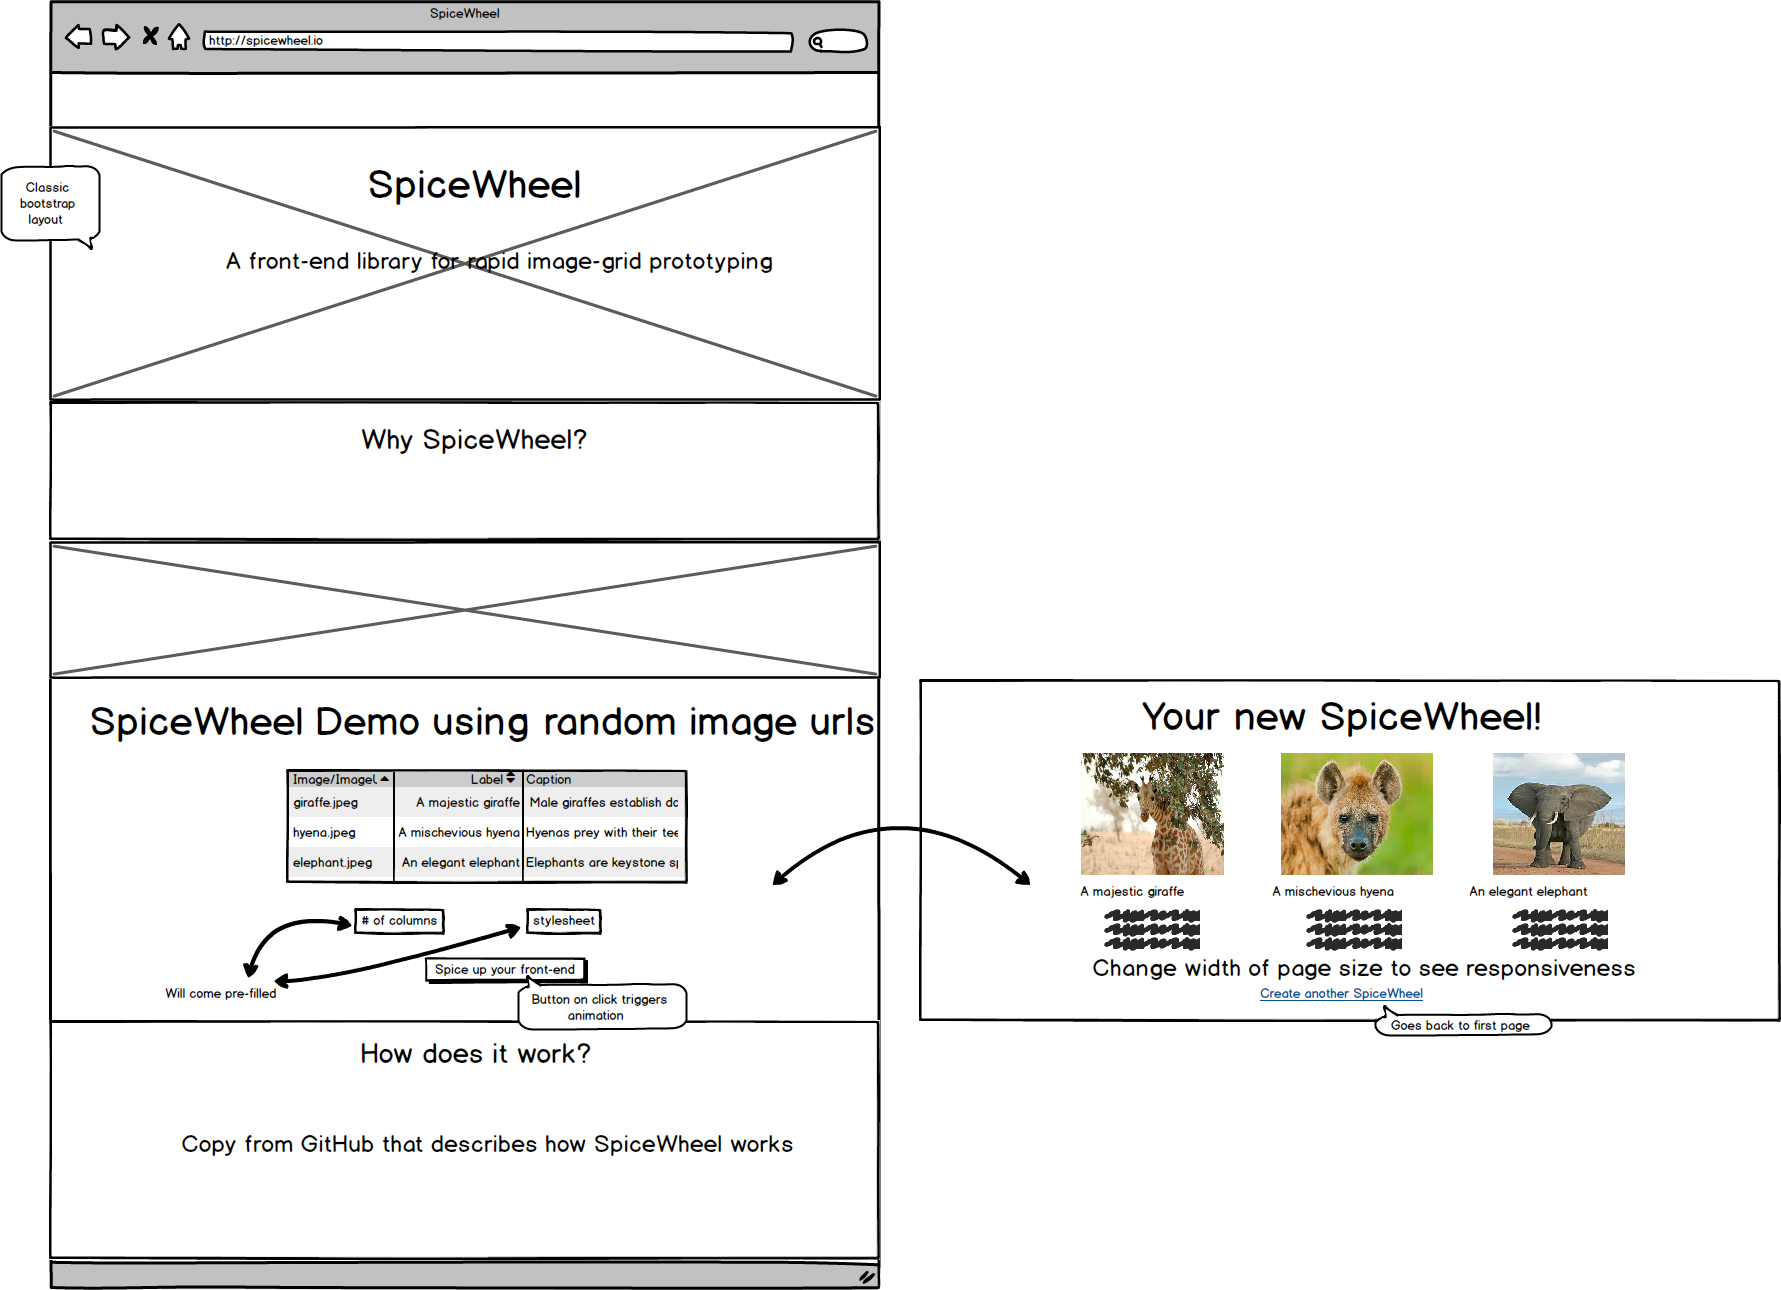 SpiceWheel
http://spicewheel.io
Classic
bootstrap
layout
SpiceWheel
A front-end library for rapid image-grid prototyping
Why SpiceWheel?
SpiceWheel Demo using random image urls
Image/ImageL Label Caption
giraffe.jpeg A majestic giraffe Male giraffes establish dc
hyena.jpeg A mischevious hyena Hyenas prey with their tee
elephant.jpeg An elegant elephant Elephants are keystone sp
# of columns stylesheet
Spice up your front-end
Will come pre-filled
Button on click triggers
animation
How does it work?
Copy from GitHub that describes how SpiceWheel works
Your new SpiceWheel!
A majestic giraffe A mischevious hyena An elegant elephant
Change width of page size to see responsiveness
Create another SpiceWheel
Goes back to first page